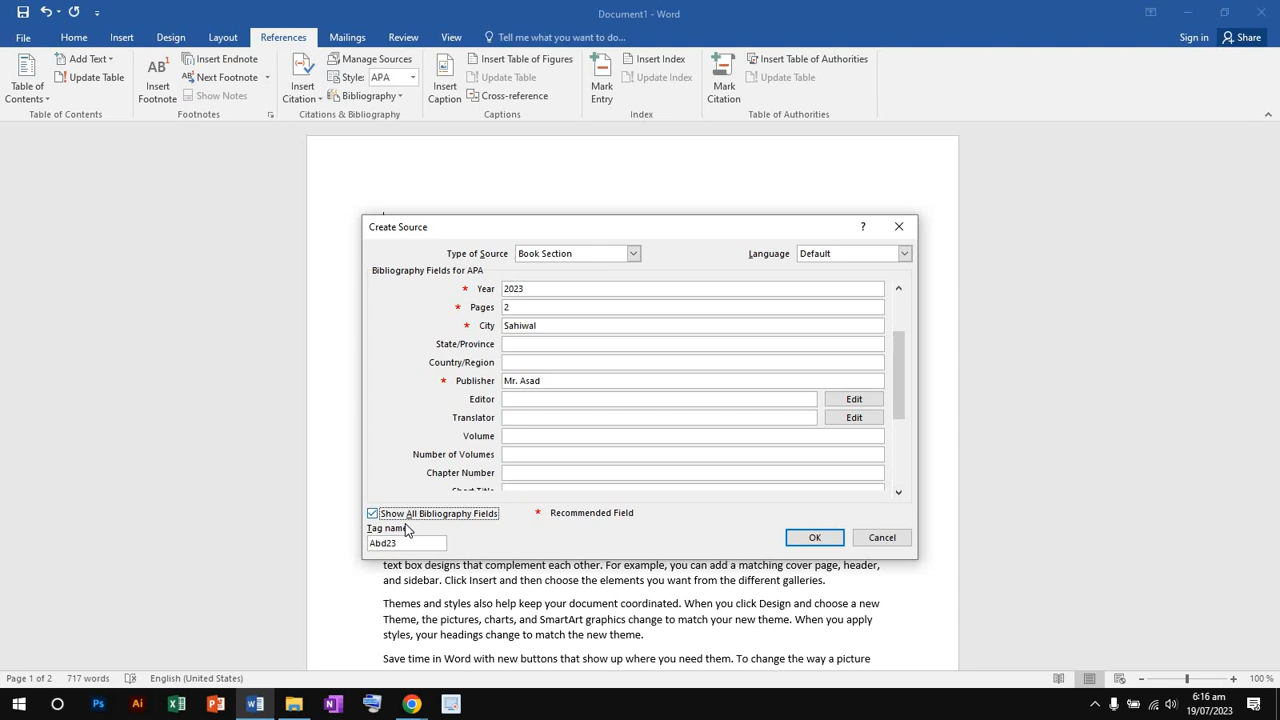 Document1 - Word
File Home Insert Design Layout References Mailings Review View Tell me what you want to do... Sign in Share
Table of Contents
Add Text
Update Table
Table of Contents
AB1
Insert Footnote
Insert Endnote
Next Footnote
Show Notes
Footnotes
Insert Citation
Manage Sources
Style: APA
Bibliography
Citations & Bibliography
Insert Caption
Insert Table of Figures
Update Table
Cross-reference
Captions
Mark Entry
Insert Index
Update Index
Index
Mark Citation
Insert Table of Authorities
Update Table
Table of Authorities
Create Source
?
Type of Source Book Section Language Default
Bibliography Fields for APA
* Year 2023
* Pages 2
* City Sahiwal
State/Province
Country/Region
* Publisher Mr. Asad
Editor Edit
Translator Edit
Volume
Number of Volumes
Chapter Number
Short Title
Show All Bibliography Fields * Recommended Field
Tag name
Abd23
OK Cancel
text box designs that complement each other. For example, you can add a matching cover page, header,
and sidebar. Click Insert and then choose the elements you want from the different galleries.
Themes and styles also help keep your document coordinated. When you click Design and choose a new
Theme, the pictures, charts, and SmartArt graphics change to match your new theme. When you apply
styles, your headings change to match the new theme.
Save time in Word with new buttons that show up where you need them. To change the way a picture
Page 1 of 2 717 words English (United States) 100 %
Ps Ai
6:16 am
19/07/2023